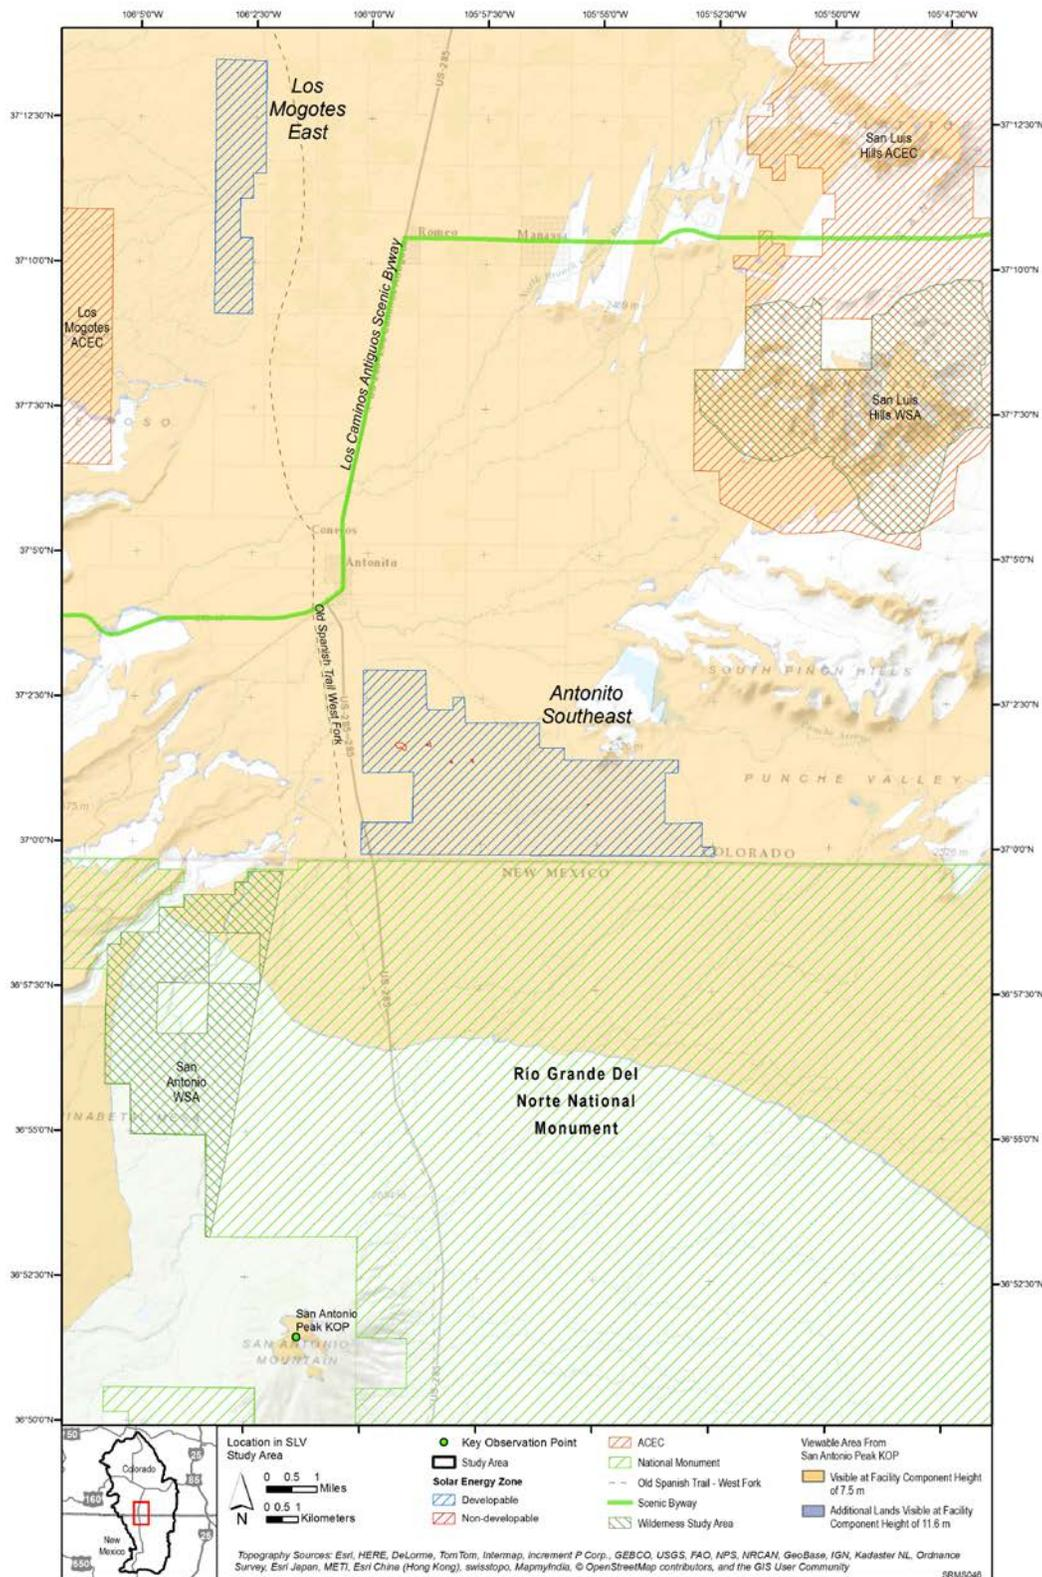 106°5'0"W 106°2'30"W 106°0'0"W 105°57'30"W 105°55'0"W 105°52'30"W 105°50'0"W 105°47'30"W
US-285
Los
Mogotes
East
37°12'30"N
37°12'30"N
San Luis
Hills ACEC
Romeo
Manassa
37°10'0"N
37°10'0"N
Los Caminos Antiguos Scenic Byway
Los
Mogotes
ACEC
San Luis
Hills WSA
37°7'30"N
37°7'30"N
Conejos
Antonito
37°5'0"N
37°5'0"N
Old Spanish Trail West Fork
US-285
SOUTH PINON HILLS
37°2'30"N
37°2'30"N
Antonito
Southeast
PUNCHE VALLEY
37°0'0"N
37°0'0"N
COLORADO
NEW MEXICO
36°57'30"N
36°57'30"N
US-285
San
Antonio
WSA
Río Grande Del
Norte National
Monument
36°55'0"N
36°55'0"N
36°52'30"N
36°52'30"N
San Antonio
Peak KOP
SAN ANTONIO
MOUNTAIN
US-285
36°50'0"N
Colorado
New
Mexico
160
285
Location in SLV
Study Area
0 0.5 1
Miles
0 0.5 1
Kilometers
N
Key Observation Point
Study Area
Solar Energy Zone
Developable
Non-developable
ACEC
National Monument
Old Spanish Trail - West Fork
Scenic Byway
Wilderness Study Area
Viewable Area From
San Antonio Peak KOP
Visible at Facility Component Height
of 7.5 m
Additional Lands Visible at Facility
Component Height of 11.6 m
Topography Sources: Esri, HERE, DeLorme, TomTom, Intermap, increment P Corp., GEBCO, USGS, FAO, NPS, NRCAN, GeoBase, IGN, Kadaster NL, Ordnance
Survey, Esri Japan, METI, Esri China (Hong Kong), swisstopo, MapmyIndia, © OpenStreetMap contributors, and the GIS User Community
SRMS046